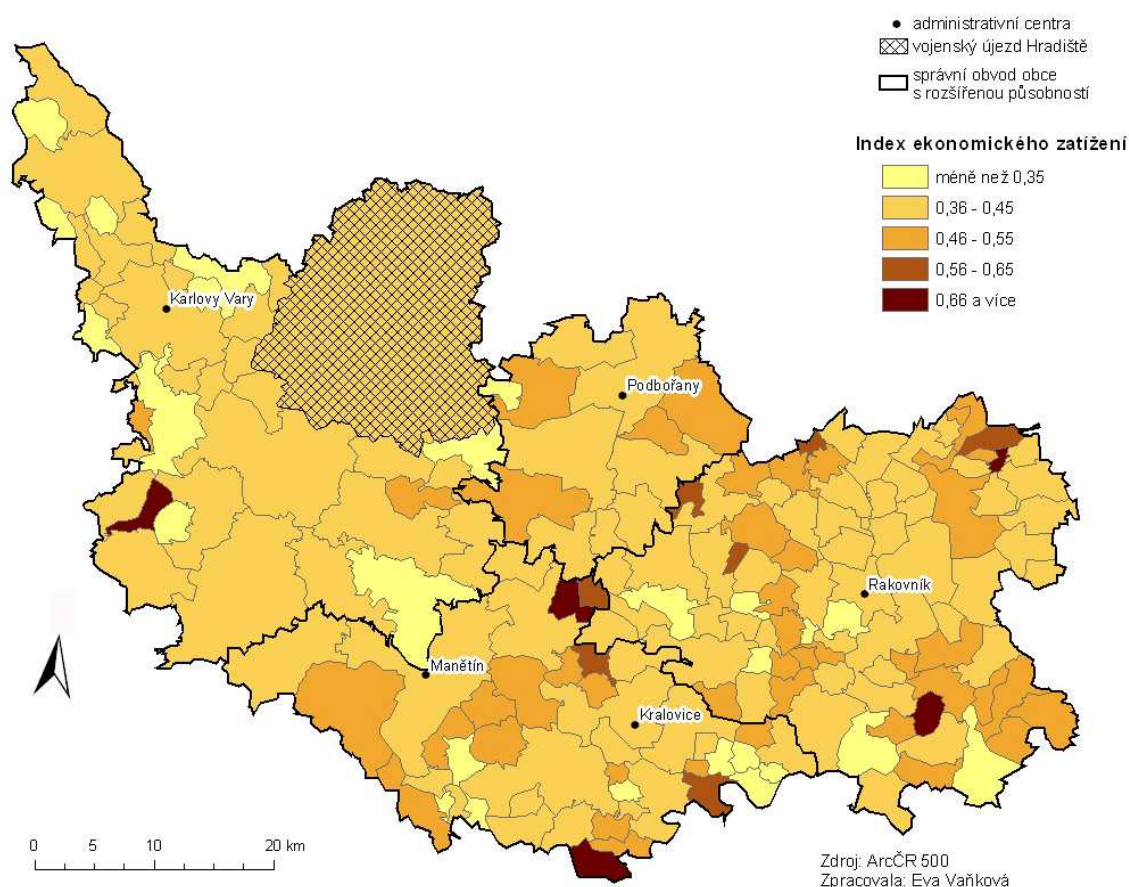 administrativní centra
vojenský újezd Hradiště
správní obvod obce
s rozšířenou působností
Index ekonomického zatížení
méně než 0,35
0,36 - 0,45
0,46 - 0,55
0,56 - 0,65
0,66 a více
Karlovy Vary
Podbořany
Rakovník
Manětín
Kralovice
0 5 10 20 km
Zdroj: ArcČR 500
Zpracovala: Eva Vaňková